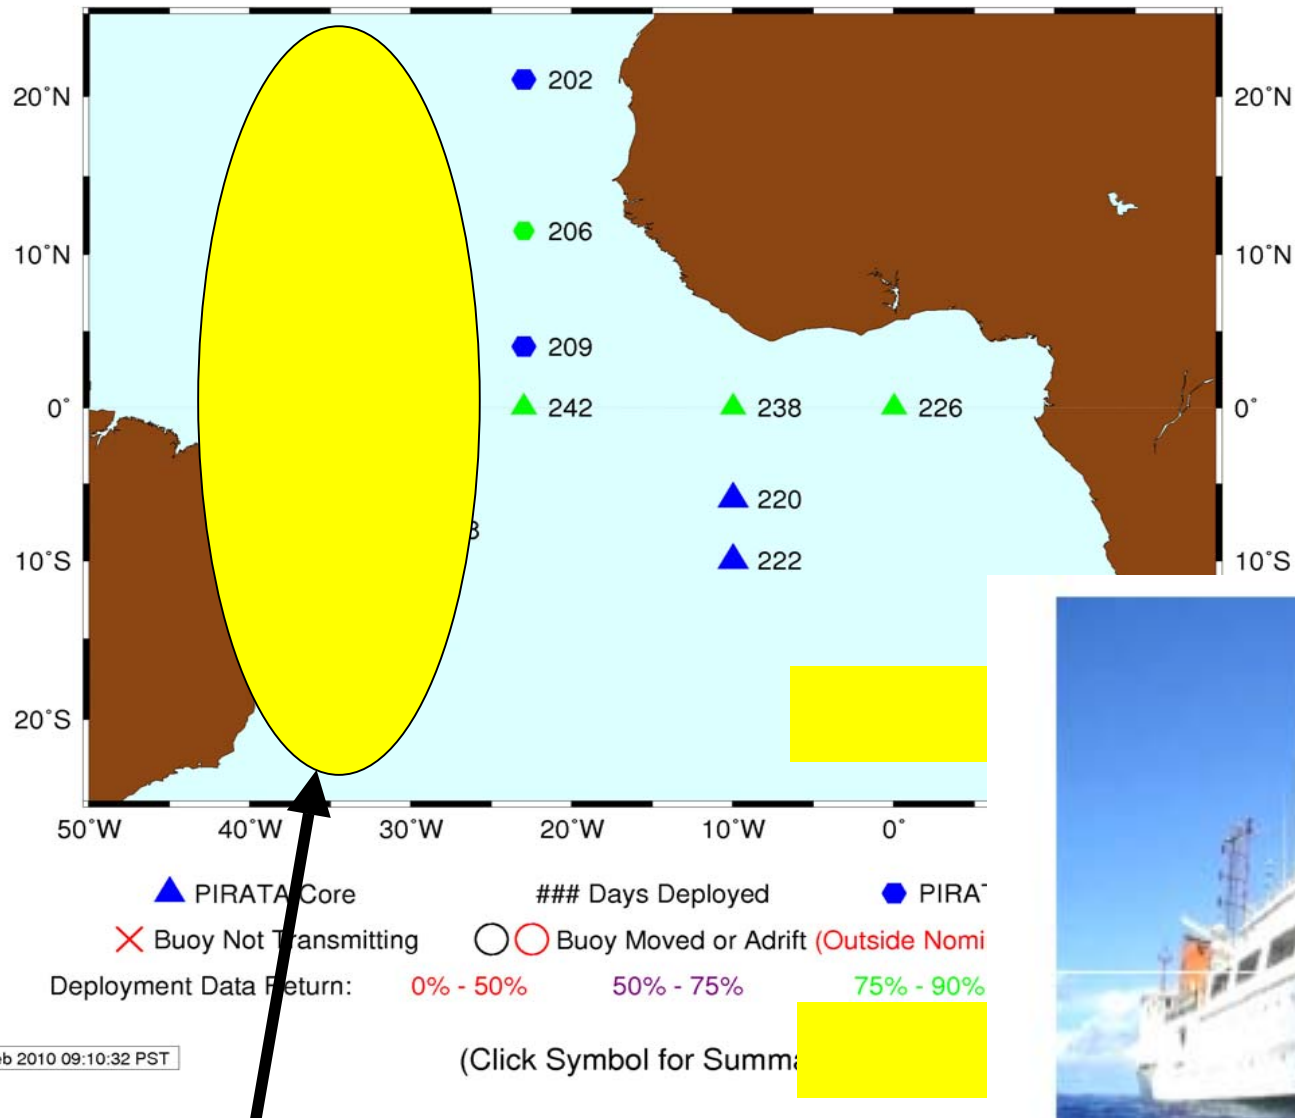 202
20°N 20°N
206
10°N 10°N
209
0° 242 238 226 0°
220
10°S 222 10°S
20°S
50°W 40°W 30°W 20°W 10°W 0°
PIRATA Core ### Days Deployed
Buoy Not Transmitting Buoy Moved or Adrift (Outside
Deployment Data Return: 0% - 50% 50% - 75% 75% - 90%
2010 09:10:32 PST (Click Symbol for